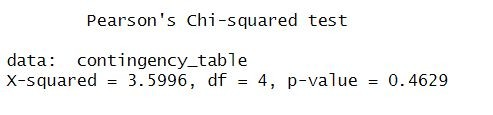 Pearson's Chi-squared test
data:  contingency_table
X-squared = 3.5996, df = 4, p-value = 0.4629